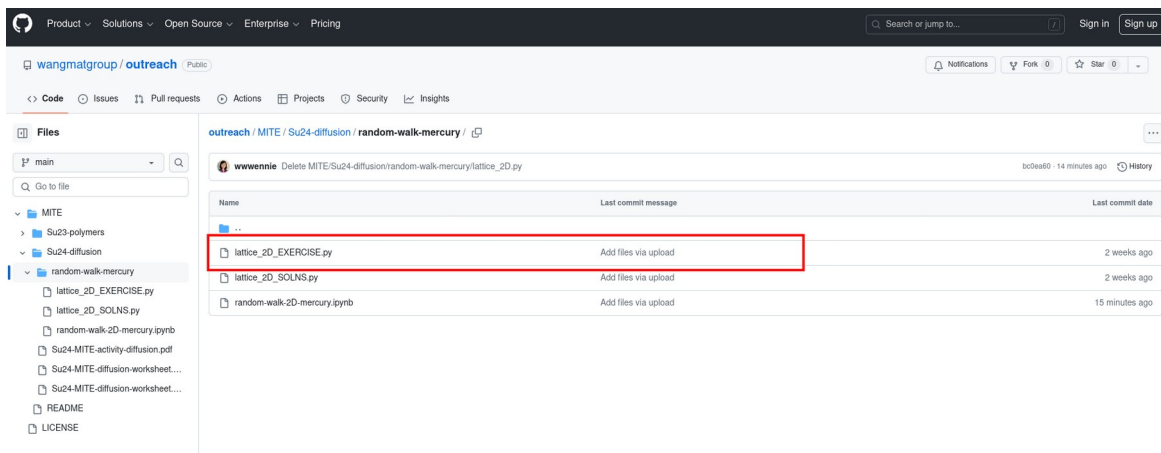 Product Solutions Open Source Enterprise Pricing Search or jump to... / Sign in Sign up
wangmatgroup / outreach Public Notifications Fork 0 Star 0
Code Issues Pull requests Actions Projects Security Insights
Files
main
Go to file
MITE
Su23-polymers
Su24-diffusion
random-walk-mercury
lattice_2D_EXERCISE.py
lattice_2D_SOLNS.py
random-walk-2D-mercury.ipynb
Su24-MITE-activity-diffusion.pdf
Su24-MITE-diffusion-worksheet....
Su24-MITE-diffusion-worksheet....
README
LICENSE
outreach / MITE / Su24-diffusion / random-walk-mercury /
wwwennie Delete MITE/Su24-diffusion/random-walk-mercury/lattice_2D.py bc0ea60 · 14 minutes ago History
Name Last commit message Last commit date
..
lattice_2D_EXERCISE.py Add files via upload 2 weeks ago
lattice_2D_SOLNS.py Add files via upload 2 weeks ago
random-walk-2D-mercury.ipynb Add files via upload 15 minutes ago